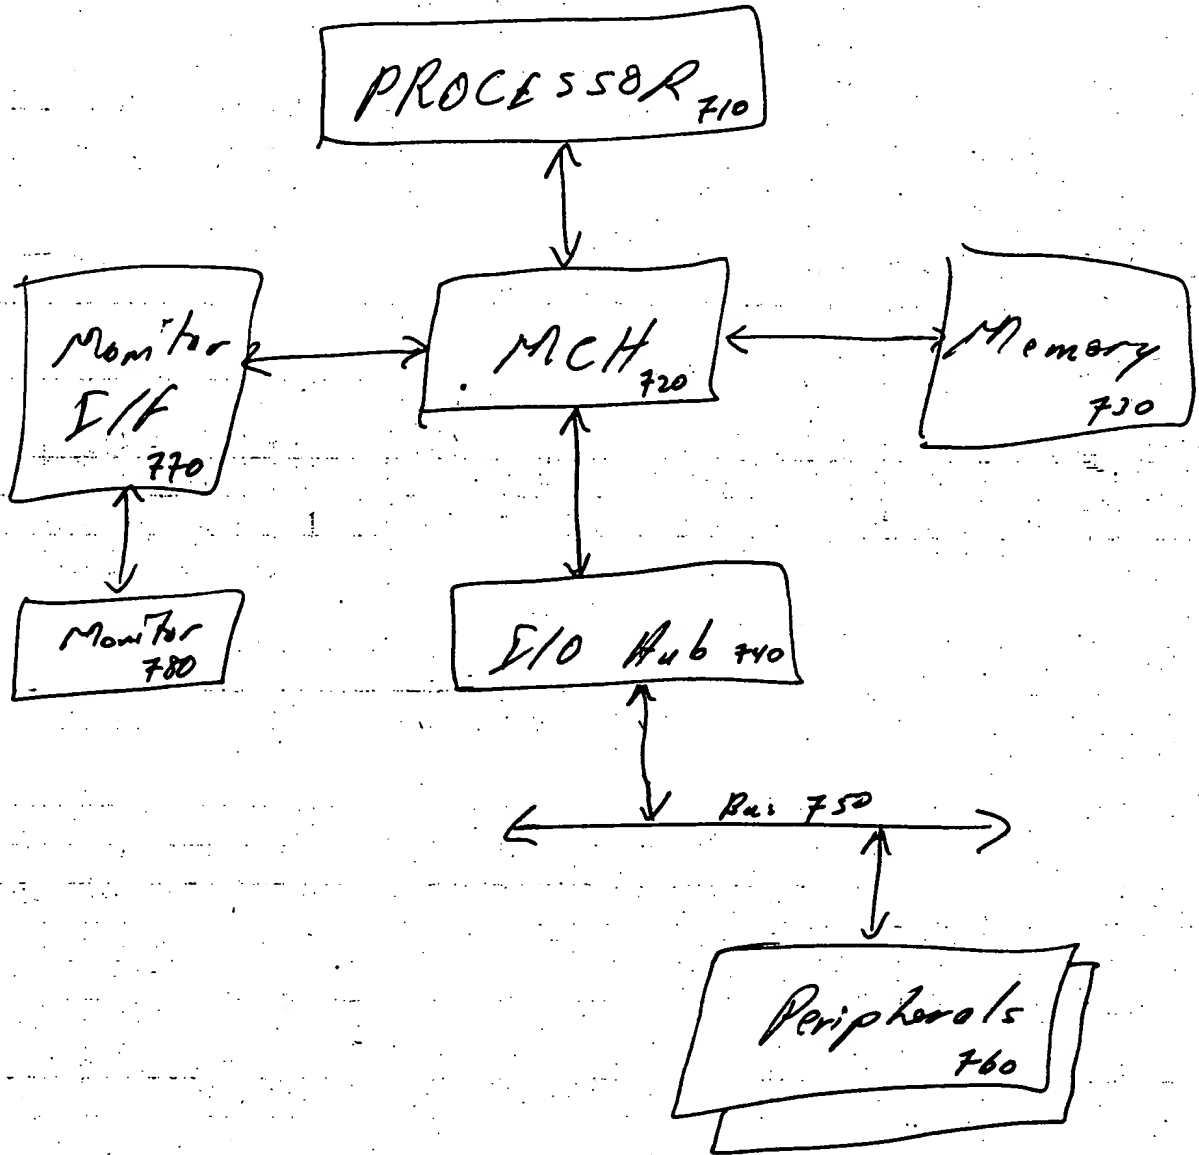 PROCESSOR
710
Monitor
I/F
770
MCH
720
Memory
730
Monitor
780
I/O Hub 740
Bus 750
Peripherals
760